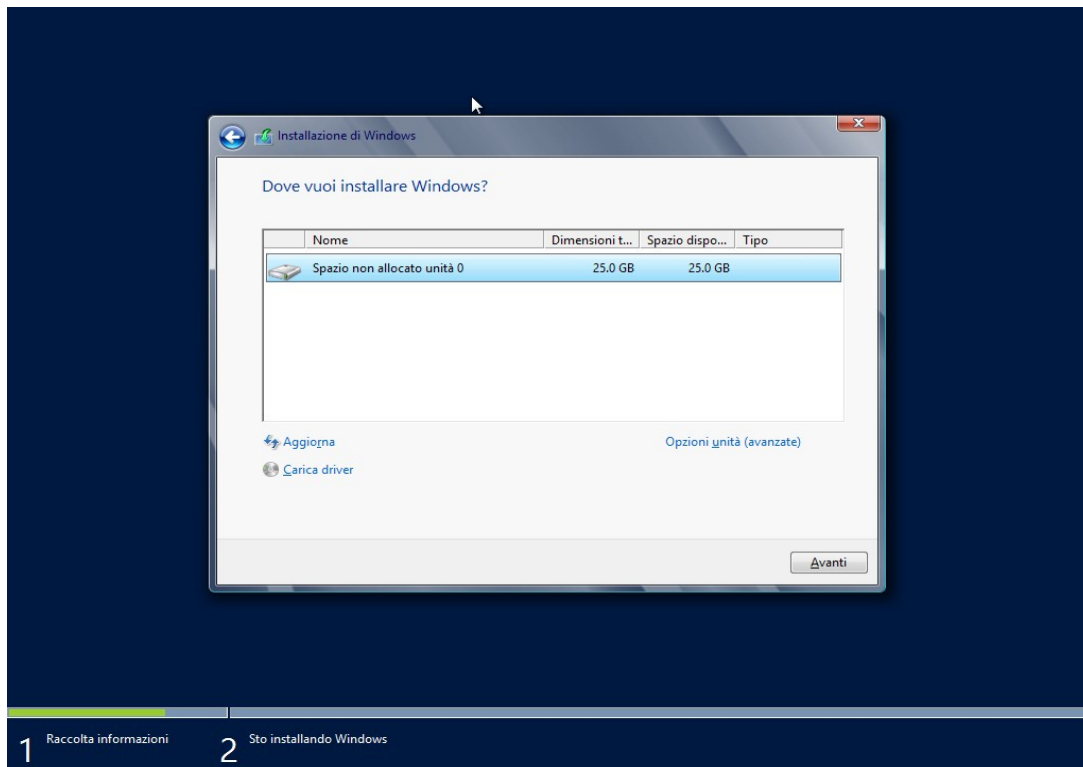 Installazione di Windows
Dove vuoi installare Windows?
Nome Dimensioni t... Spazio dispo... Tipo
Spazio non allocato unità 0 25.0 GB 25.0 GB
Aggiorna Opzioni unità (avanzate)
Carica driver
Avanti
1 Raccolta informazioni 2 Sto installando Windows